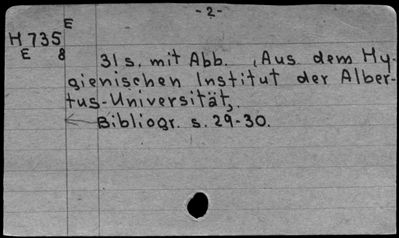 -2-
E
H 735
E 8
31 s. mit Abb. (Aus dem Hy-
gienischen Institut der Alber-
tus-Universität).
Bibliogr. s. 29-30.